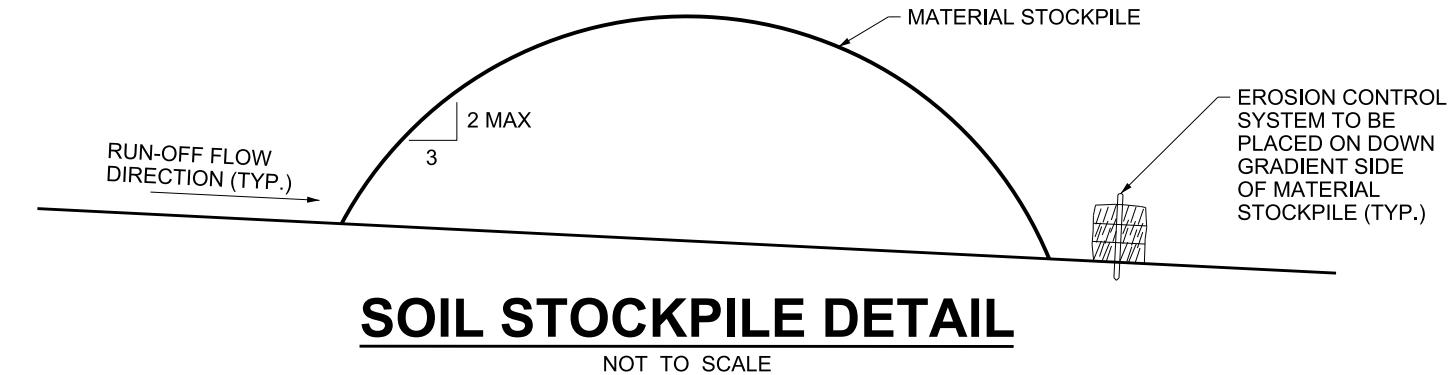 MATERIAL STOCKPILE
2 MAX
3
RUN-OFF FLOW
DIRECTION (TYP.)
EROSION CONTROL
SYSTEM TO BE
PLACED ON DOWN
GRADIENT SIDE
OF MATERIAL
STOCKPILE (TYP.)
SOIL STOCKPILE DETAIL
NOT TO SCALE